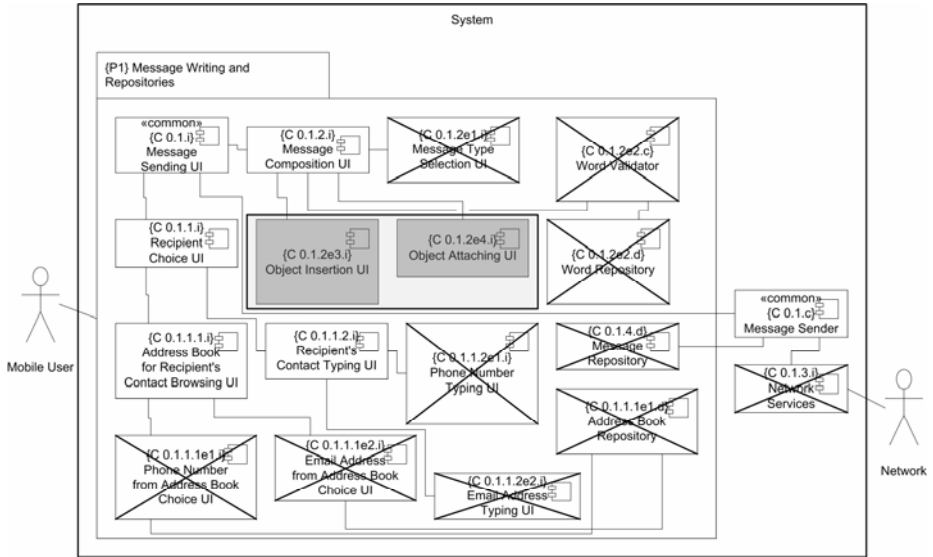 System
{P1} Message Writing and
Repositories
«common»
{C 0.1.i}
Message
Sending UI
{C 0.1.2.i}
Message
Composition UI
{C 0.1.2e1.i}
Message Type
Selection UI
{C 0.1.2e2.c}
Word Validator
{C 0.1.1.i}
Recipient
Choice UI
{C 0.1.2e3.i}
Object Insertion UI
{C 0.1.2e4.i}
Object Attaching UI
{C 0.1.2e2.d}
Word Repository
Mobile User
{C 0.1.1.1.i}
Address Book
for Recipient's
Contact Browsing UI
{C 0.1.1.2.i}
Recipient's
Contact Typing UI
{C 0.1.1.2e1.i}
Phone Number
Typing UI
{C 0.1.4.d}
Message
Repository
«common»
{C 0.1.c}
Message Sender
{C 0.1.3.i}
Network
Services
{C 0.1.1.1e1.d}
Address Book
Repository
Network
{C 0.1.1.1e1.i}
Phone Number
from Address Book
Choice UI
{C 0.1.1.1e2.i}
Email Address
from Address Book
Choice UI
{C 0.1.1.2e2.i}
Email Address
Typing UI